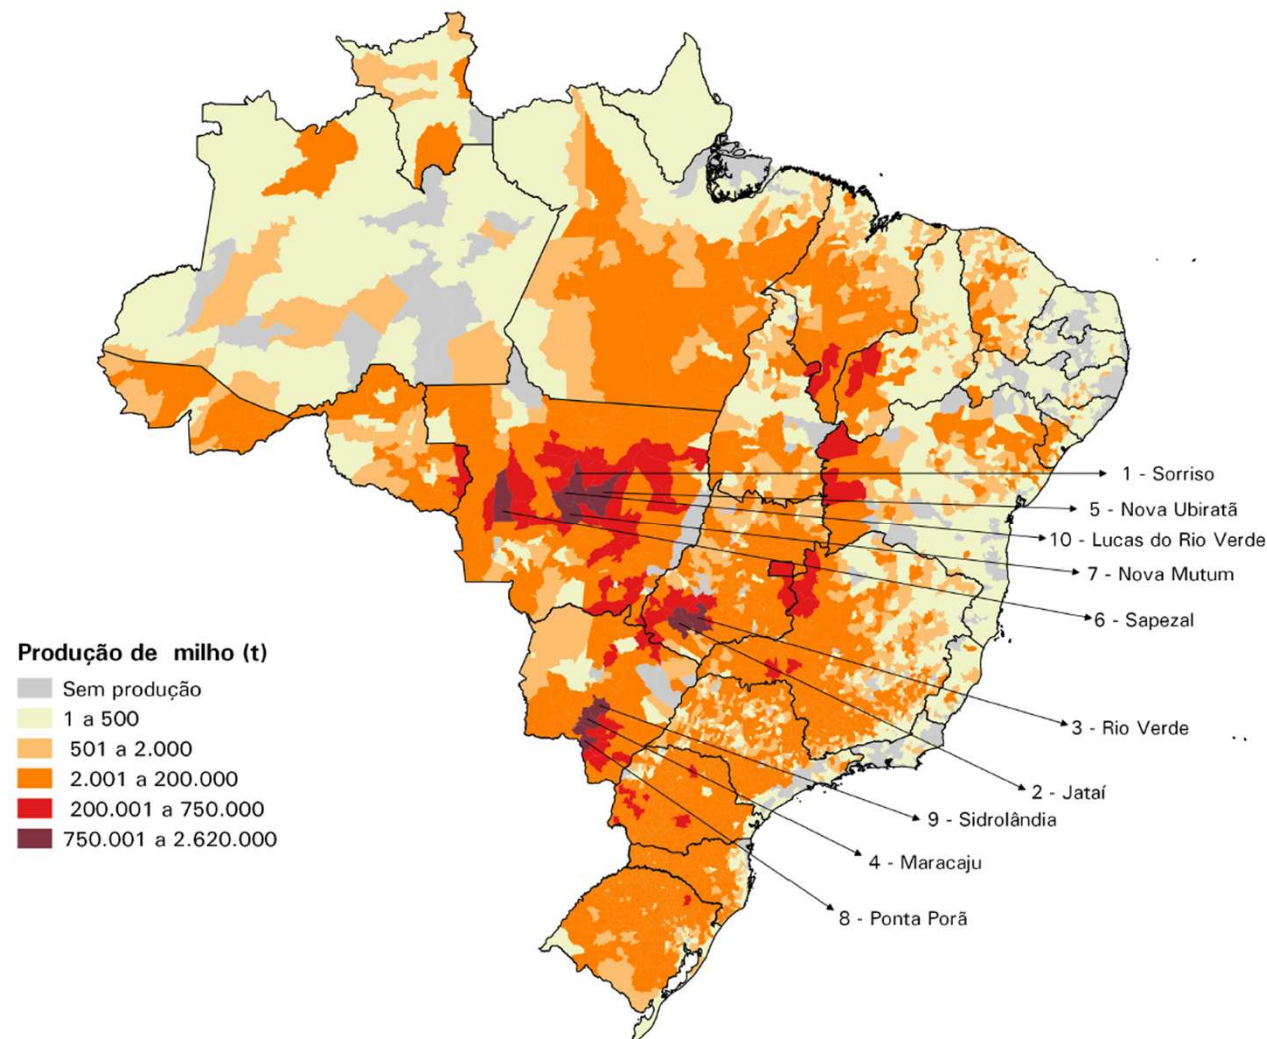 1 - Sorriso
5 - Nova Ubiratã
10 - Lucas do Rio Verde
7 - Nova Mutum
6 - Sapezal
Produção de milho (t)
Sem produção
1 a 500
501 a 2.000
2.001 a 200.000
200.001 a 750.000
750.001 a 2.620.000
3 - Rio Verde
2 - Jataí
9 - Sidrolândia
4 - Maracaju
8 - Ponta Porã